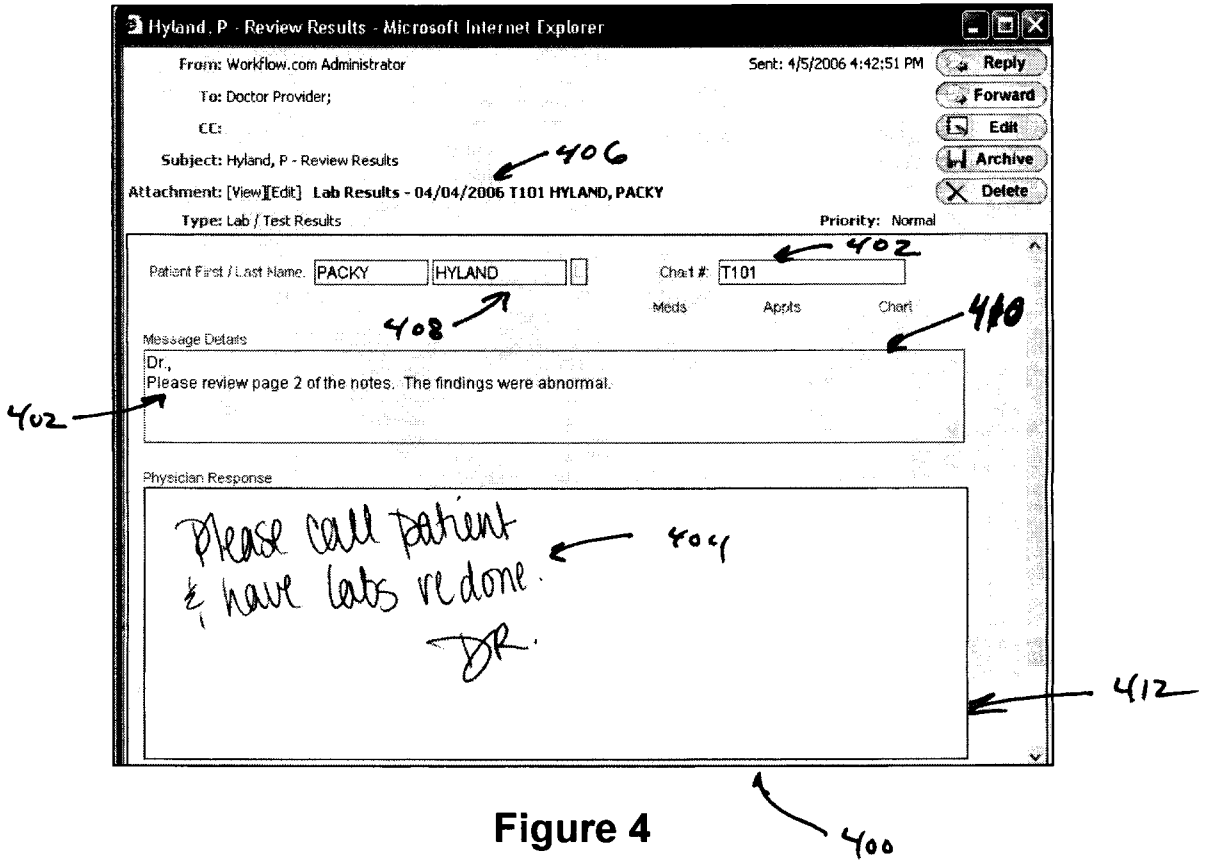 Hyland, P - Review Results - Microsoft Internet Explorer
From: Workflow.com Administrator
Sent: 4/5/2006 4:42:51 PM
Reply
To: Doctor Provider;
Forward
CC:
Edit
Subject: Hyland, P - Review Results
406
Archive
Attachment: [View][Edit] Lab Results - 04/04/2006 T101 HYLAND, PACKY
Delete
Type: Lab / Test Results
Priority: Normal
402
Patient First / Last Name: PACKY HYLAND
Chart #: T101
Meds Appts Chart
408
410
Message Details
Dr.,
Please review page 2 of the notes. The findings were abnormal.
402
Physician Response
Please call patient
& have labs redone.
404
DR.
412
Figure 4
400